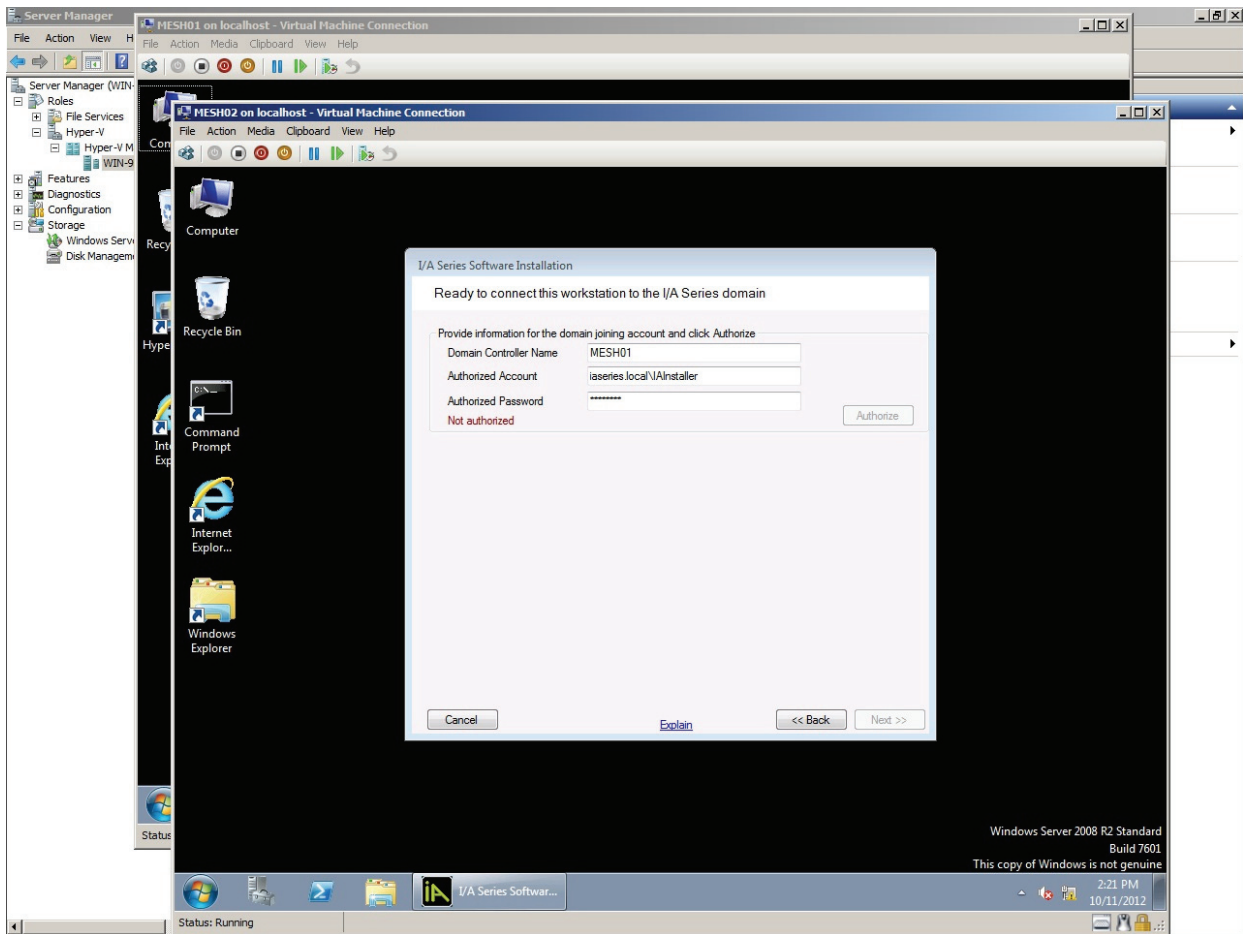 Server Manager
File Action View H
Server Manager (WIN-
Roles
File Services
Hyper-V
Hyper-V M
WIN-9
Features
Diagnostics
Configuration
Storage
Windows Serv
Disk Managem
MESH01 on localhost - Virtual Machine Connection
File Action Media Clipboard View Help
Com
Recy
Hype
Int
Exp
Status
MESH02 on localhost - Virtual Machine Connection
File Action Media Clipboard View Help
Computer
Recycle Bin
C:\_
Command
Prompt
Internet
Explor...
Windows
Explorer
I/A Series Software Installation
Ready to connect this workstation to the I/A Series domain
Provide information for the domain joining account and click Authorize
Domain Controller Name MESH01
Authorized Account iaseries.local\IAInstaller
Authorized Password ********
Not authorized
Authorize
Cancel Explain << Back Next >>
Windows Server 2008 R2 Standard
Build 7601
This copy of Windows is not genuine
iA I/A Series Softwar...
2:21 PM
10/11/2012
Status: Running